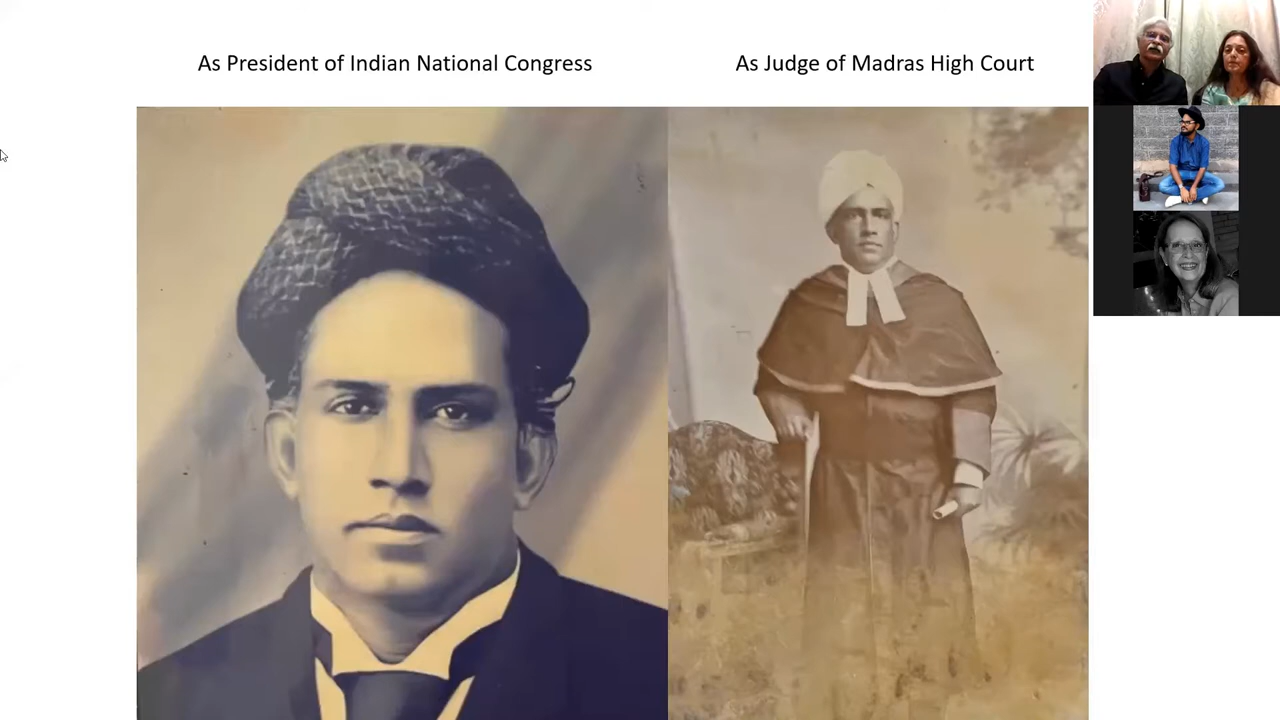 As President of Indian National Congress
As Judge of Madras High Court